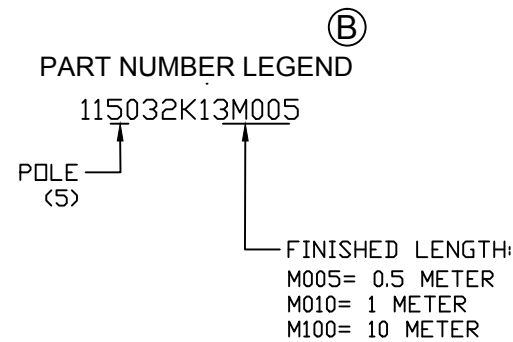 B
PART NUMBER LEGEND
115032K13M005
POLE
(5)
FINISHED LENGTH:
M005= 0.5 METER
M010= 1 METER
M100= 10 METER